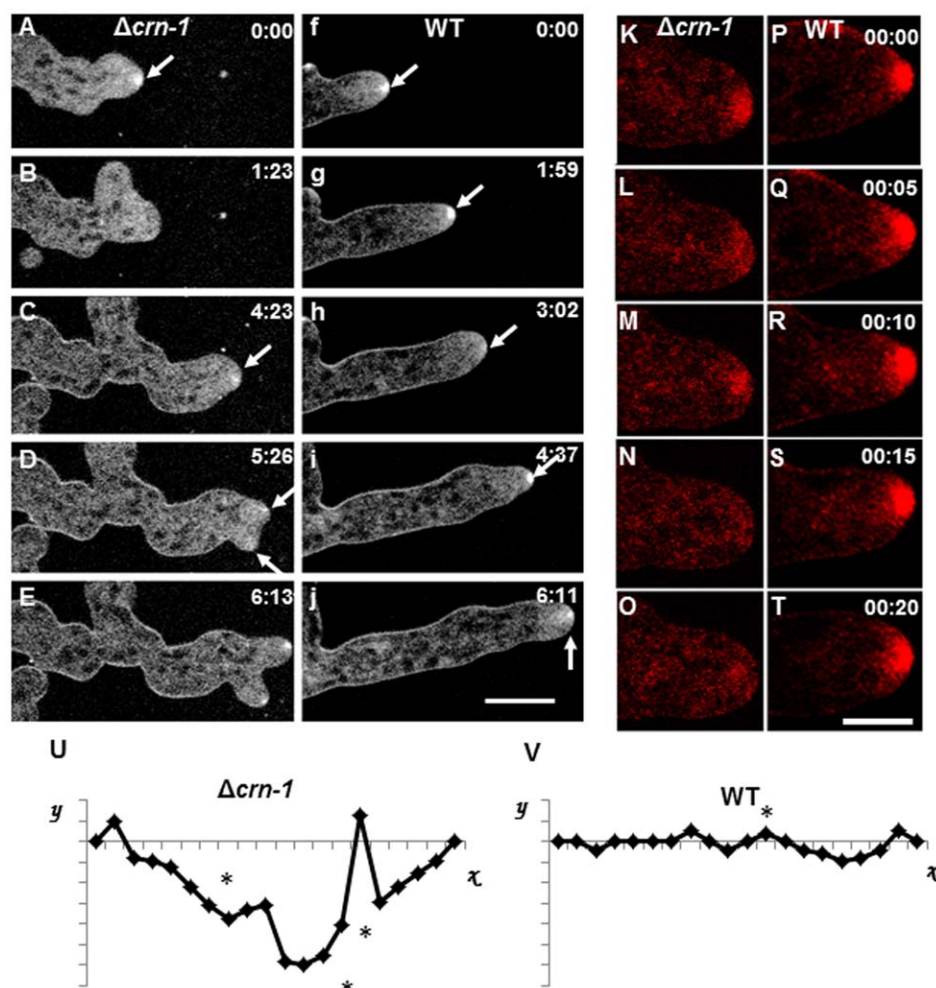 Δcrn-1 WT Δcrn-1 WT
A 0:00 f 0:00 K P 00:00
B 1:23 g 1:59 L Q 00:05
C 4:23 h 3:02 M R 00:10
D 5:26 i 4:37 N S 00:15
E 6:13 j 6:11 O T 00:20
U V
Δcrn-1 WT
y * y *
x x
*
*